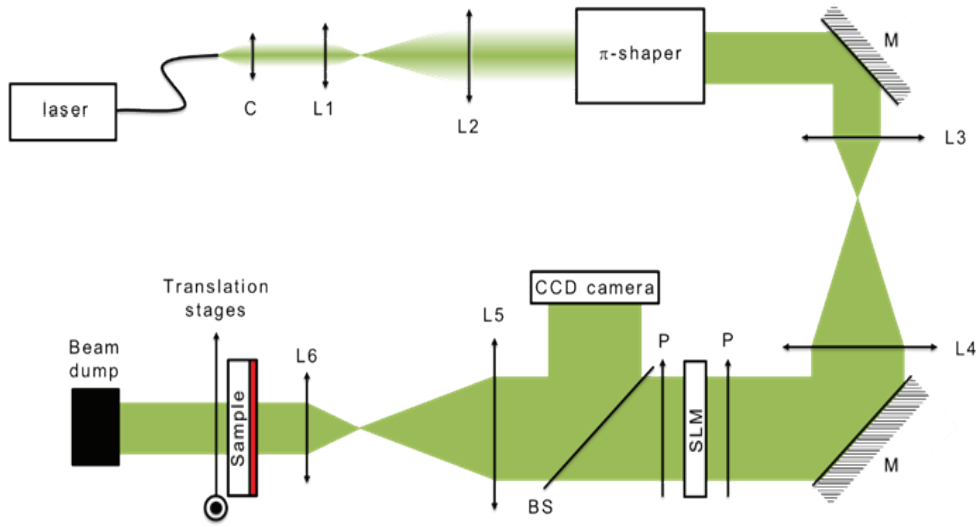 laser
C
L1
L2
π-shaper
M
L3
L4
M
P
SLM
P
BS
CCD camera
L5
L6
Sample
Translation
stages
Beam
dump